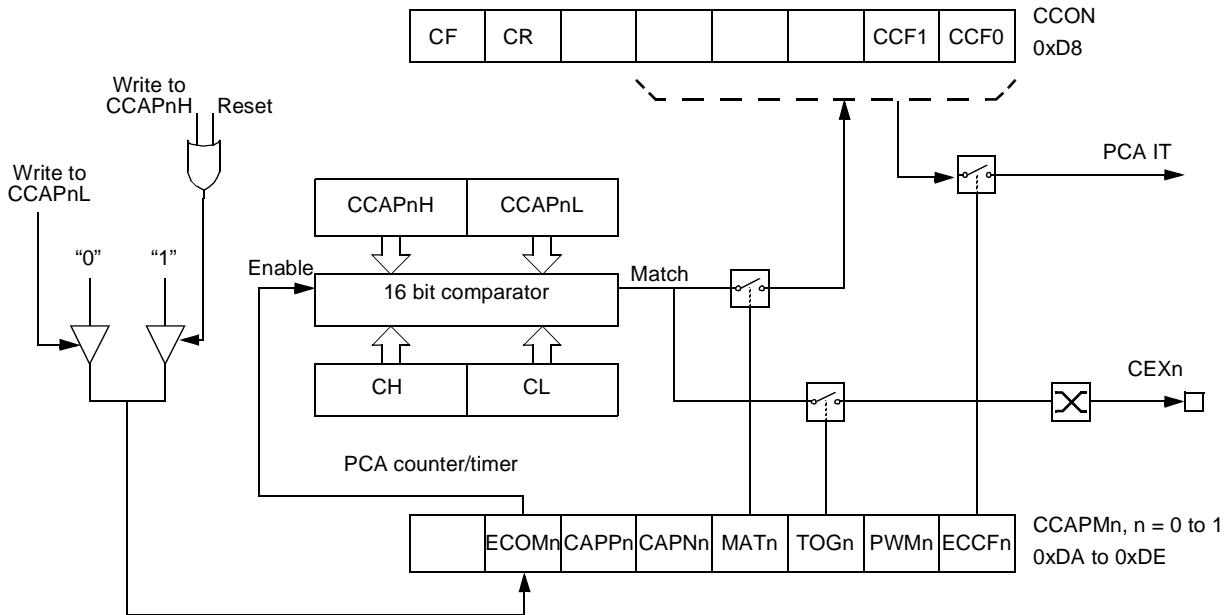 CF CR CCF1 CCF0
CCON
0xD8
Write to
CCAPnH
Reset
PCA IT
Write to
CCAPnL
CCAPnH CCAPnL
“0” “1”
Enable
16 bit comparator
Match
CH CL
CEXn
PCA counter/timer
ECOMn CAPPn CAPNn MATn TOGn PWMn ECCFn
CCAPMn, n = 0 to 1
0xDA to 0xDE